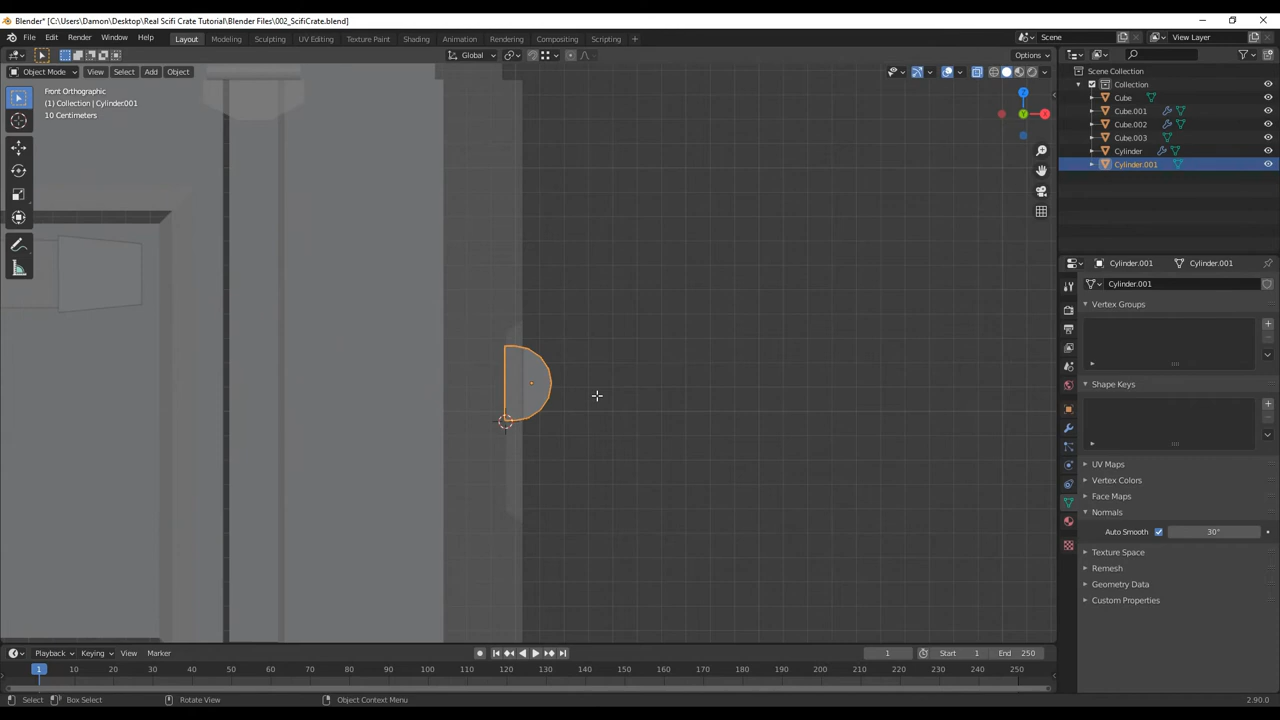 Blender* [C:\Users\Damon\Desktop\Real Scifi Crate Tutorial\Blender Files\002_ScifiCrate.blend]
File Edit Render Window Help Layout Modeling Sculpting UV Editing Texture Paint Shading Animation Rendering Compositing Scripting + Scene View Layer
Global Options
Object Mode View Select Add Object
Front Orthographic
(1) Collection | Cylinder.001
10 Centimeters
Z
Y
X
Scene Collection
Collection
Cube
Cube.001
Cube.002
Cube.003
Cylinder
Cylinder.001
Cylinder.001 Cylinder.001
Cylinder.001
Vertex Groups
Shape Keys
UV Maps
Vertex Colors
Face Maps
Normals
Auto Smooth 30°
Texture Space
Remesh
Geometry Data
Custom Properties
Playback Keying View Marker 1 Start 1 End 250
1 10 20 30 40 50 60 70 80 90 100 110 120 130 140 150 160 170 180 190 200 210 220 230 240 250
Select Box Select Rotate View Object Context Menu 2.90.0